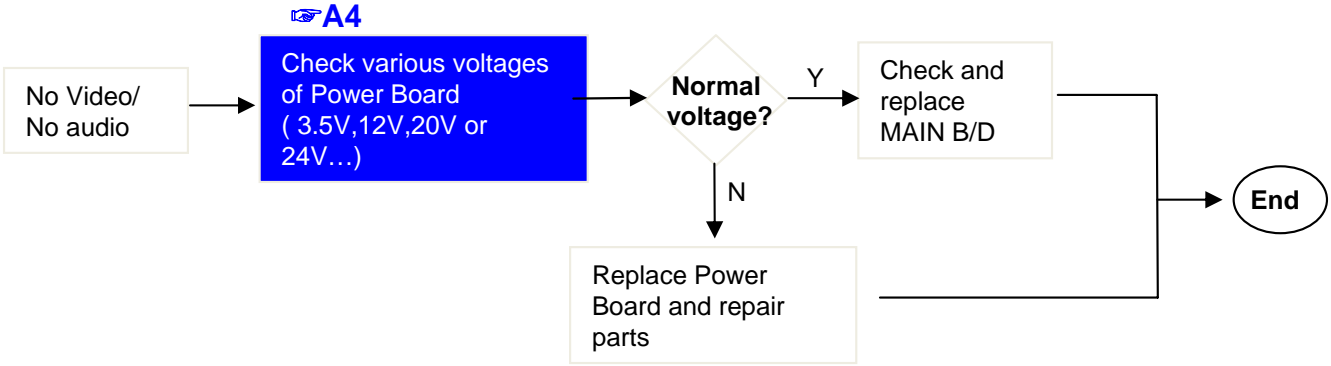 ☞A4
No Video/
No audio
Check various voltages
of Power Board
( 3.5V,12V,20V or
24V…)
Normal
voltage?
Y
Check and
replace
MAIN B/D
N
Replace Power
Board and repair
parts
End